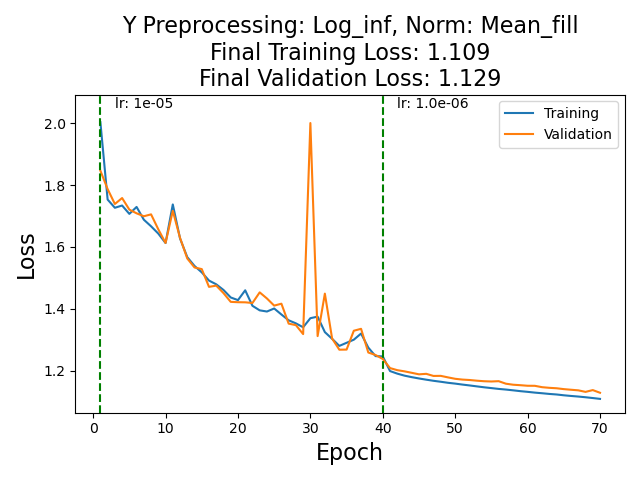 Y Preprocessing: Log_inf, Norm: Mean_fill
Final Training Loss: 1.109
Final Validation Loss: 1.129
lr: 1e-05
lr: 1.0e-06
Training
Validation
2.0
1.8
1.6
1.4
1.2
Loss
0
10
20
30
40
50
60
70
Epoch